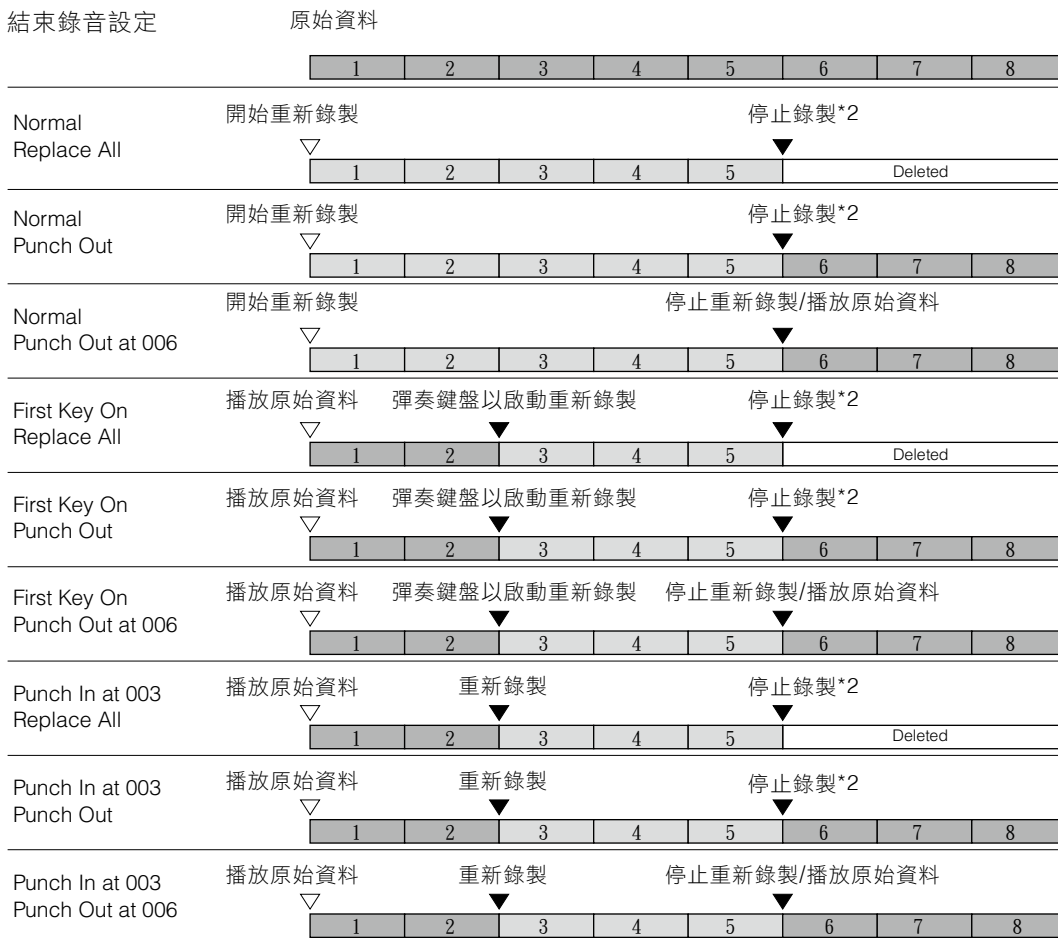 結束錄音設定 原始資料
1 2 3 4 5 6 7 8
Normal
Replace All
開始重新錄製 停止錄製*2
1 2 3 4 5 Deleted
Normal
Punch Out
開始重新錄製 停止錄製*2
1 2 3 4 5 6 7 8
Normal
Punch Out at 006
開始重新錄製 停止重新錄製/播放原始資料
1 2 3 4 5 6 7 8
First Key On
Replace All
播放原始資料 彈奏鍵盤以啟動重新錄製 停止錄製*2
1 2 3 4 5 Deleted
First Key On
Punch Out
播放原始資料 彈奏鍵盤以啟動重新錄製 停止錄製*2
1 2 3 4 5 6 7 8
First Key On
Punch Out at 006
播放原始資料 彈奏鍵盤以啟動重新錄製 停止重新錄製/播放原始資料
1 2 3 4 5 6 7 8
Punch In at 003
Replace All
播放原始資料 重新錄製 停止錄製*2
1 2 3 4 5 Deleted
Punch In at 003
Punch Out
播放原始資料 重新錄製 停止錄製*2
1 2 3 4 5 6 7 8
Punch In at 003
Punch Out at 006
播放原始資料 重新錄製 停止重新錄製/播放原始資料
1 2 3 4 5 6 7 8